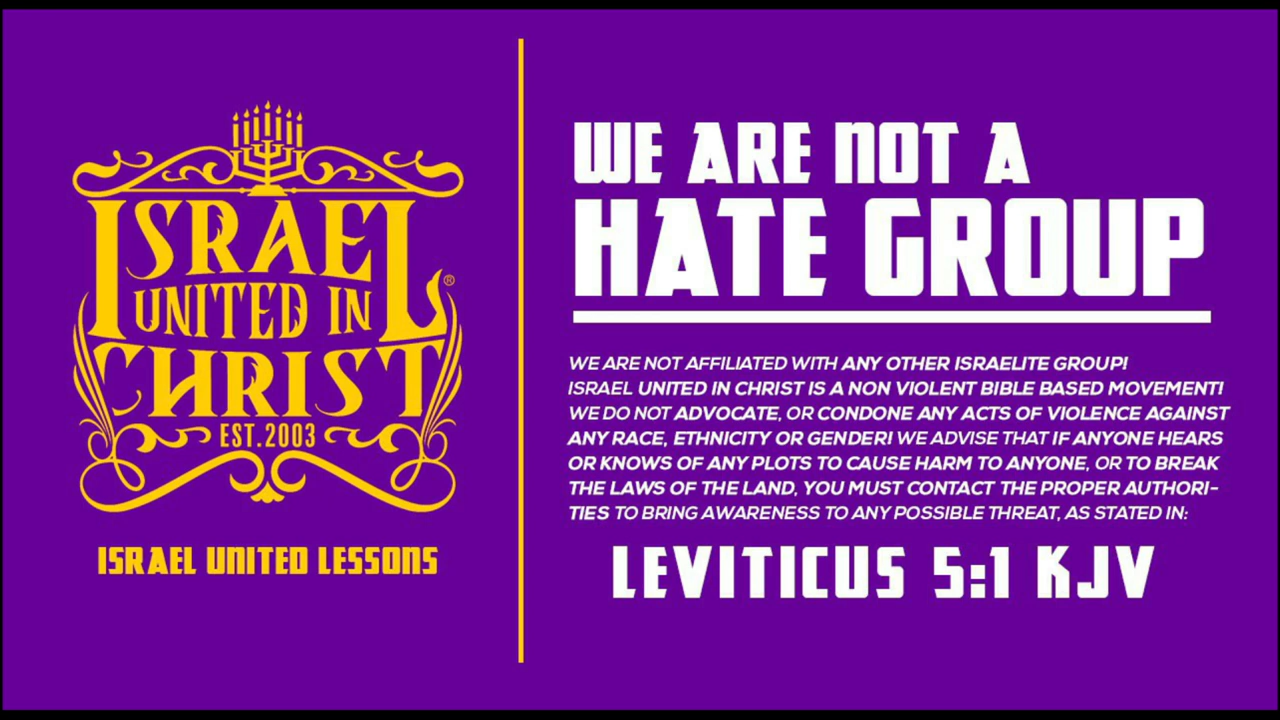 ISRAEL
UNITED IN
CHRIST
®
EST.2003
ISRAEL UNITED LESSONS
WE ARE NOT A
HATE GROUP
WE ARE NOT AFFILIATED WITH ANY OTHER ISRAELITE GROUP!
ISRAEL UNITED IN CHRIST IS A NON VIOLENT BIBLE BASED MOVEMENT!
WE DO NOT ADVOCATE, OR CONDONE ANY ACTS OF VIOLENCE AGAINST
ANY RACE, ETHNICITY OR GENDER! WE ADVISE THAT IF ANYONE HEARS
OR KNOWS OF ANY PLOTS TO CAUSE HARM TO ANYONE, OR TO BREAK
THE LAWS OF THE LAND, YOU MUST CONTACT THE PROPER AUTHORI-
TIES TO BRING AWARENESS TO ANY POSSIBLE THREAT, AS STATED IN:
LEVITICUS 5:1 KJV